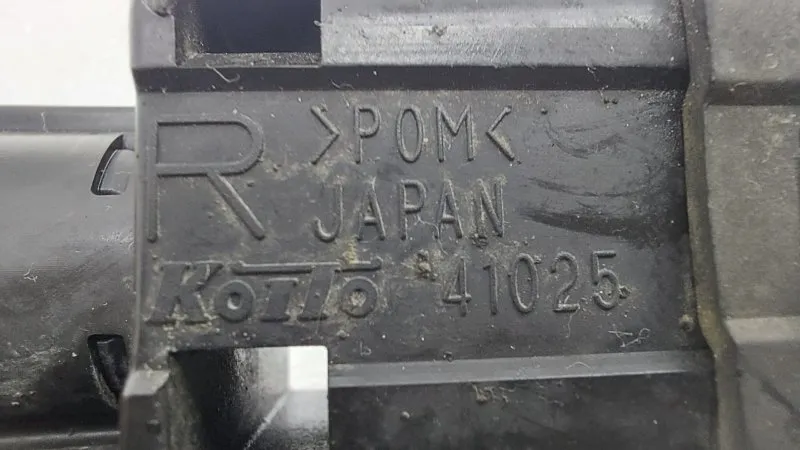 R >POM<
JAPAN
KOITO 41025
A